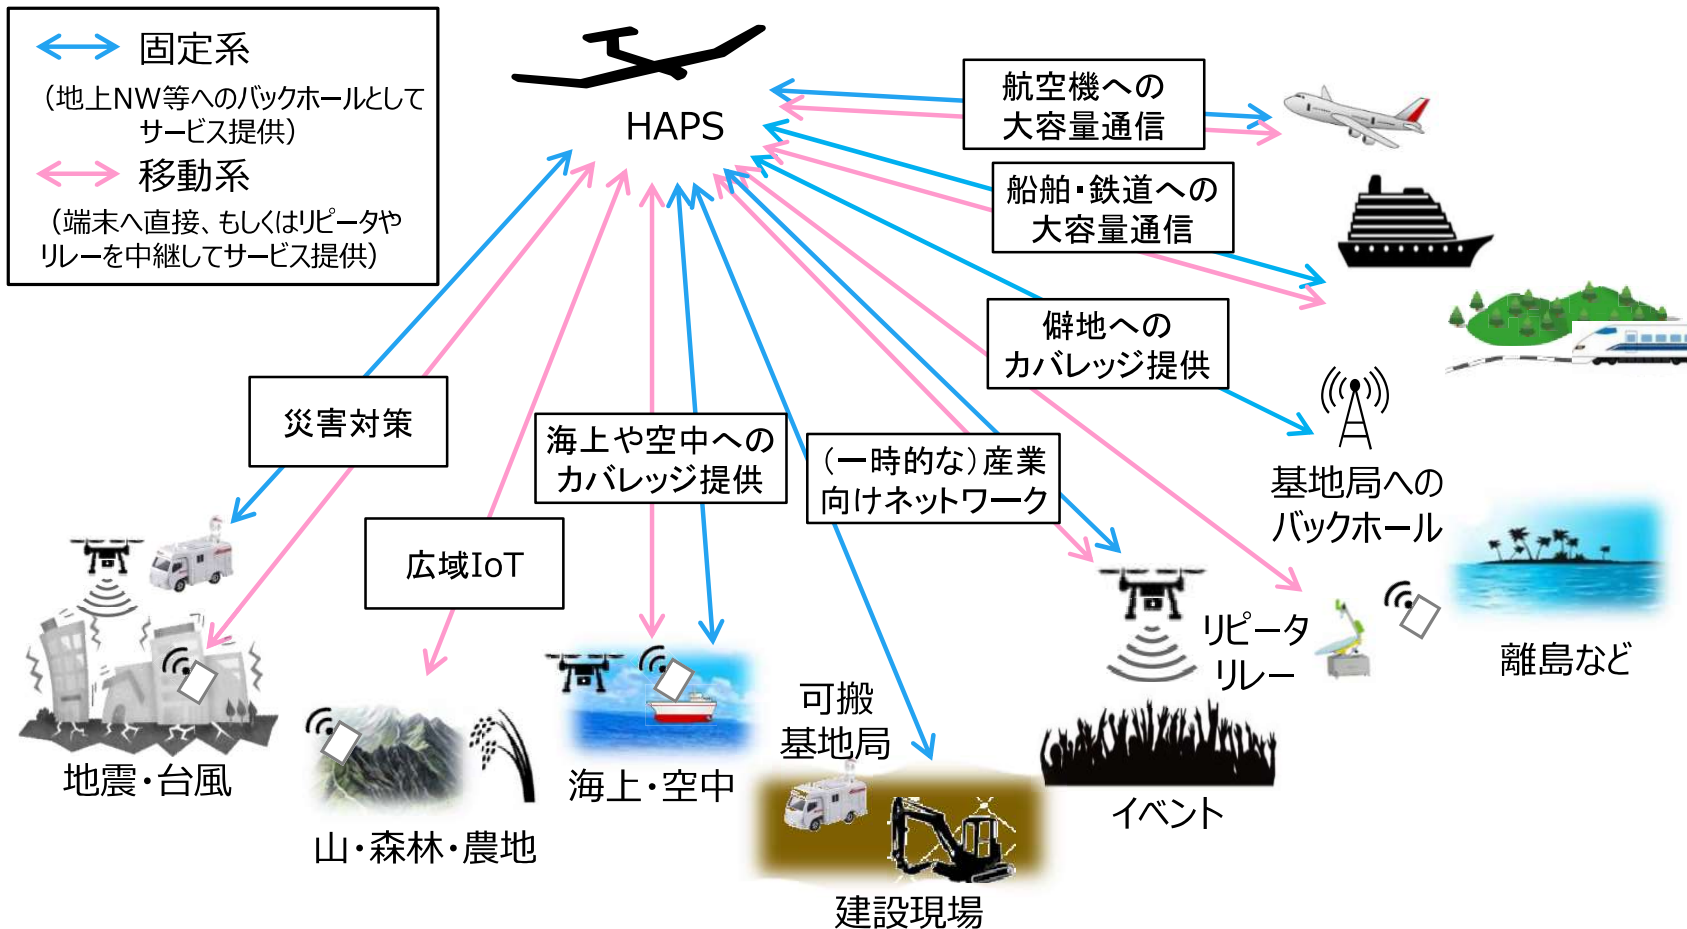 固定系
（地上NW等へのバックホールとして
サービス提供）
移動系
（端末へ直接、もしくはリピータや
リレーを中継してサービス提供）
HAPS
航空機への
大容量通信
船舶・鉄道への
大容量通信
僻地への
カバレッジ提供
災害対策
海上や空中への
カバレッジ提供
（一時的な）産業
向けネットワーク
広域IoT
基地局への
バックホール
リピータ
リレー
離島など
可搬
基地局
地震・台風
海上・空中
イベント
山・森林・農地
建設現場